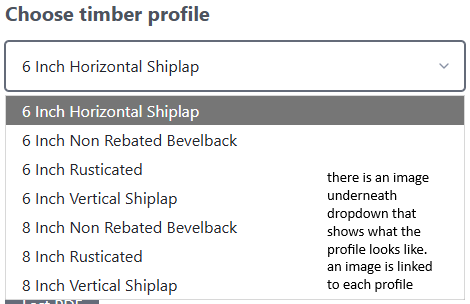 Choose timber profile
6 Inch Horizontal Shiplap
6 Inch Horizontal Shiplap
6 Inch Non Rebated Bevelback
6 Inch Rusticated
6 Inch Vertical Shiplap
8 Inch Non Rebated Bevelback
8 Inch Rusticated
8 Inch Vertical Shiplap
there is an image
underneath
dropdown that
shows what the
profile looks like.
an image is linked
to each profile